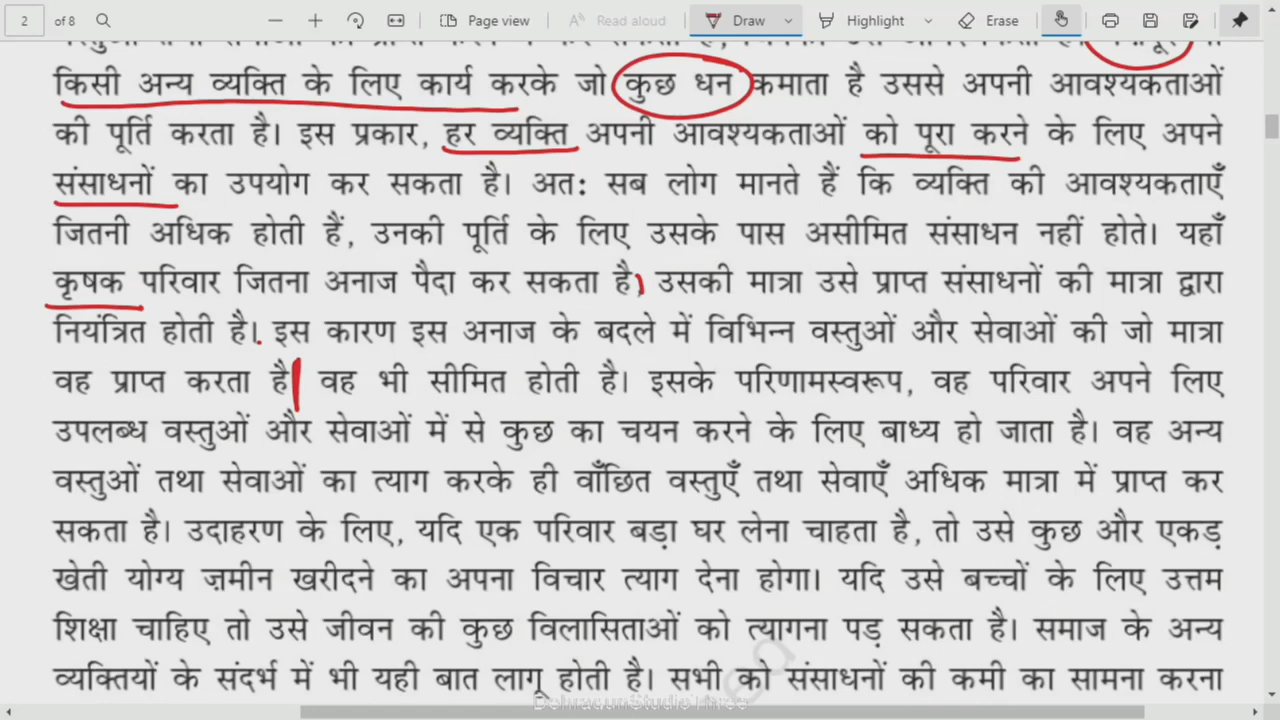 2 of 8 Page view Read aloud Draw Highlight Erase
किसी अन्य व्यक्ति के लिए कार्य करके जो कुछ धन कमाता है उससे अपनी आवश्यकताओं
की पूर्ति करता है। इस प्रकार, हर व्यक्ति अपनी आवश्यकताओं को पूरा करने के लिए अपने
संसाधनों का उपयोग कर सकता है। अत: सब लोग मानते हैं कि व्यक्ति की आवश्यकताएँ
जितनी अधिक होती हैं, उनकी पूर्ति के लिए उसके पास असीमित संसाधन नहीं होते। यहाँ
कृषक परिवार जितना अनाज पैदा कर सकता है, उसकी मात्रा उसे प्राप्त संसाधनों की मात्रा द्वारा
नियंत्रित होती है। इस कारण इस अनाज के बदले में विभिन्न वस्तुओं और सेवाओं की जो मात्रा
वह प्राप्त करता है वह भी सीमित होती है। इसके परिणामस्वरूप, वह परिवार अपने लिए
उपलब्ध वस्तुओं और सेवाओं में से कुछ का चयन करने के लिए बाध्य हो जाता है। वह अन्य
वस्तुओं तथा सेवाओं का त्याग करके ही वाँछित वस्तुएँ तथा सेवाएँ अधिक मात्रा में प्राप्त कर
सकता है। उदाहरण के लिए, यदि एक परिवार बड़ा घर लेना चाहता है, तो उसे कुछ और एकड़
खेती योग्य ज़मीन खरीदने का अपना विचार त्याग देना होगा। यदि उसे बच्चों के लिए उत्तम
शिक्षा चाहिए तो उसे जीवन की कुछ विलासिताओं को त्यागना पड़ सकता है। समाज के अन्य
व्यक्तियों के संदर्भ में भी यही बात लागू होती है। सभी को संसाधनों की कमी का सामना करना